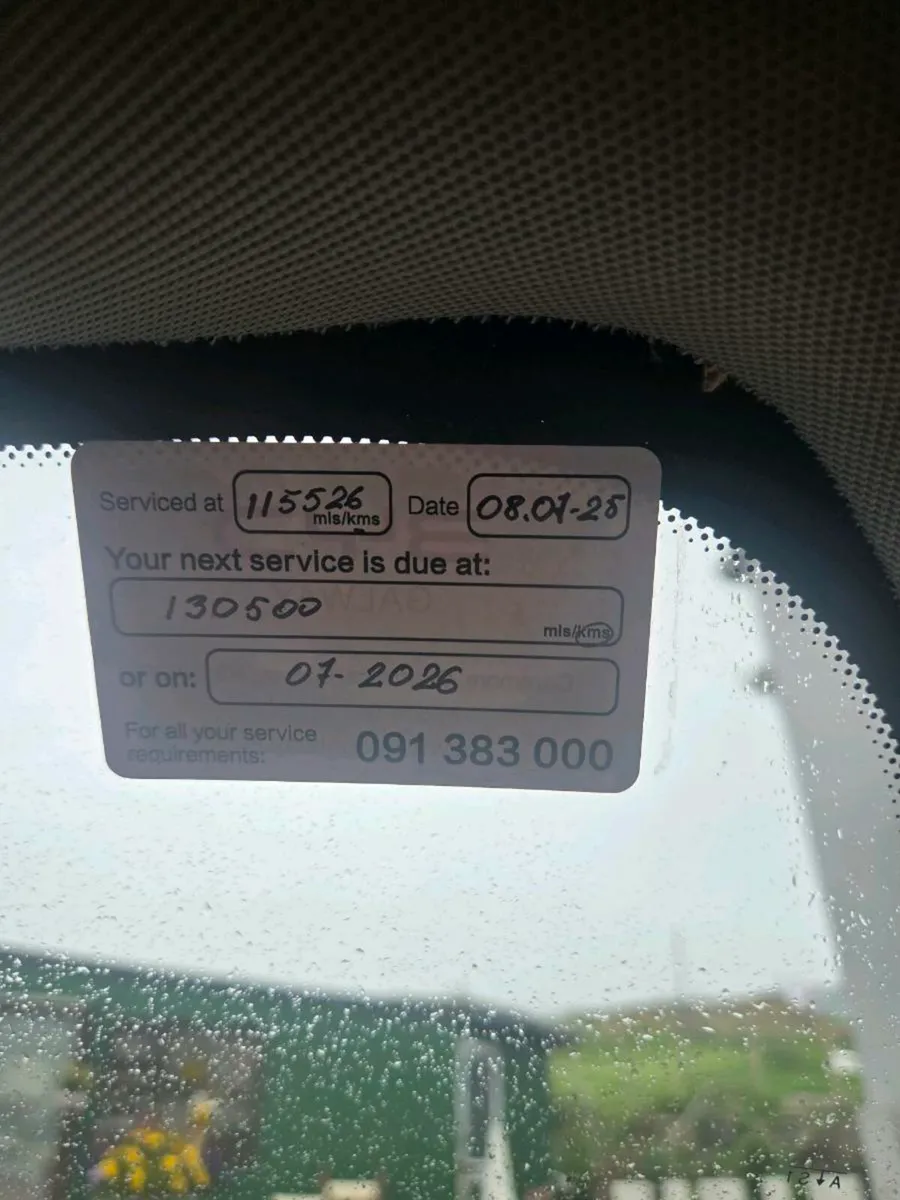 Serviced at 115526 mls/kms Date 08.07-25
Your next service is due at:
130500 mls/kms
or on: 07-2026
For all your service
requirements: 091 383 000